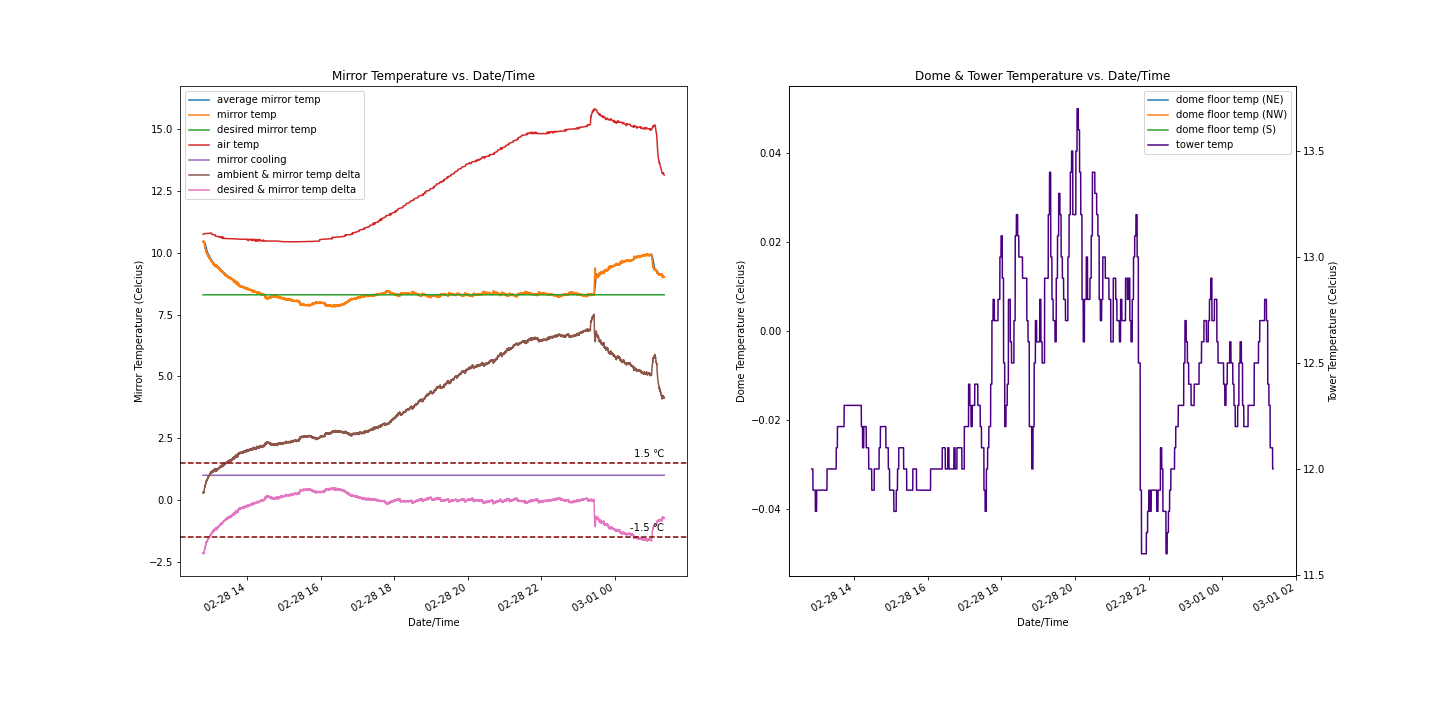 Mirror Temperature vs. Date/Time
average mirror temp
mirror temp
desired mirror temp
air temp
mirror cooling
ambient & mirror temp delta
desired & mirror temp delta
15.0
12.5
10.0
7.5
5.0
2.5
0.0
−2.5
Mirror Temperature (Celcius)
1.5 °C
-1.5 °C
02-28 14
02-28 16
02-28 18
02-28 20
02-28 22
03-01 00
Date/Time
Dome & Tower Temperature vs. Date/Time
dome floor temp (NE)
dome floor temp (NW)
dome floor temp (S)
tower temp
0.04
0.02
0.00
−0.02
−0.04
Dome Temperature (Celcius)
13.5
13.0
12.5
12.0
11.5
Tower Temperature (Celcius)
02-28 14
02-28 16
02-28 18
02-28 20
02-28 22
03-01 00
03-01 02
Date/Time